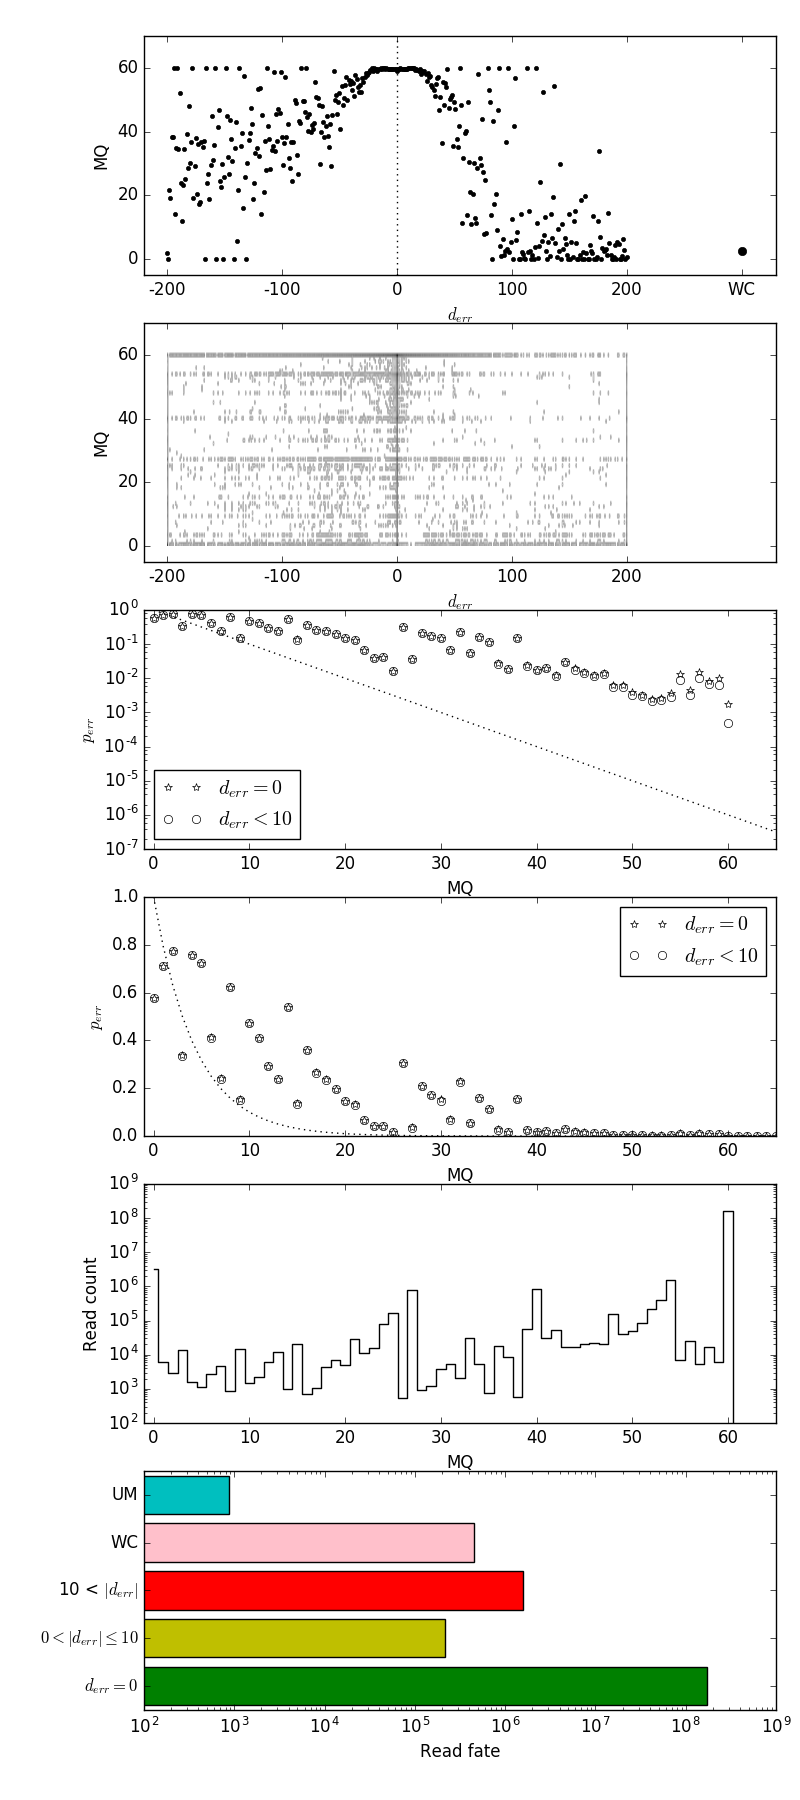 60
40
20
0
MQ
-200 -100 0 100 200 WC
d_err
60
40
20
0
MQ
-200 -100 0 100 200
d_err
10^0
10^-1
10^-2
10^-3
10^-4
10^-5
10^-6
10^-7
p_err
d_err = 0
d_err < 10
0 10 20 30 40 50 60
MQ
1.0
0.8
0.6
0.4
0.2
0.0
p_err
d_err = 0
d_err < 10
0 10 20 30 40 50 60
MQ
10^9
10^8
10^7
10^6
10^5
10^4
10^3
10^2
Read count
0 10 20 30 40 50 60
MQ
UM
WC
10 < |d_err|
0 < |d_err| ≤ 10
d_err = 0
10^2 10^3 10^4 10^5 10^6 10^7 10^8 10^9
Read fate